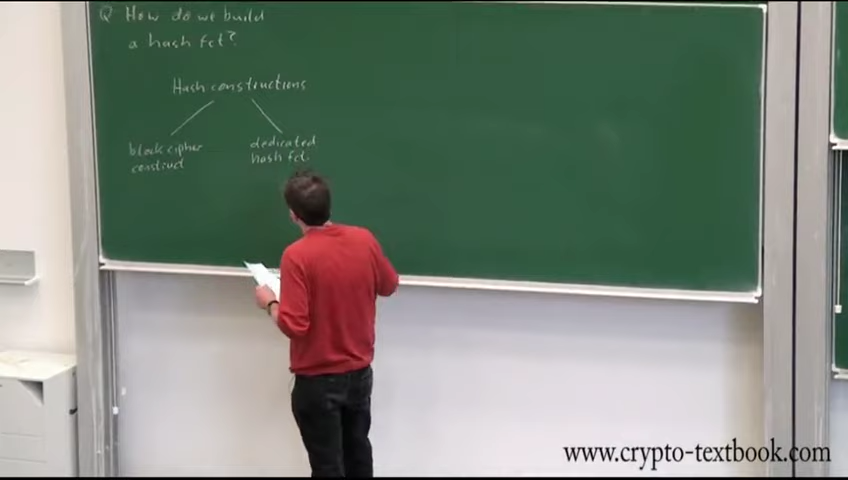 Q How do we build
a hash fct?
Hash constructions
block cipher
construct
dedicated
hash fct.
www.crypto-textbook.com